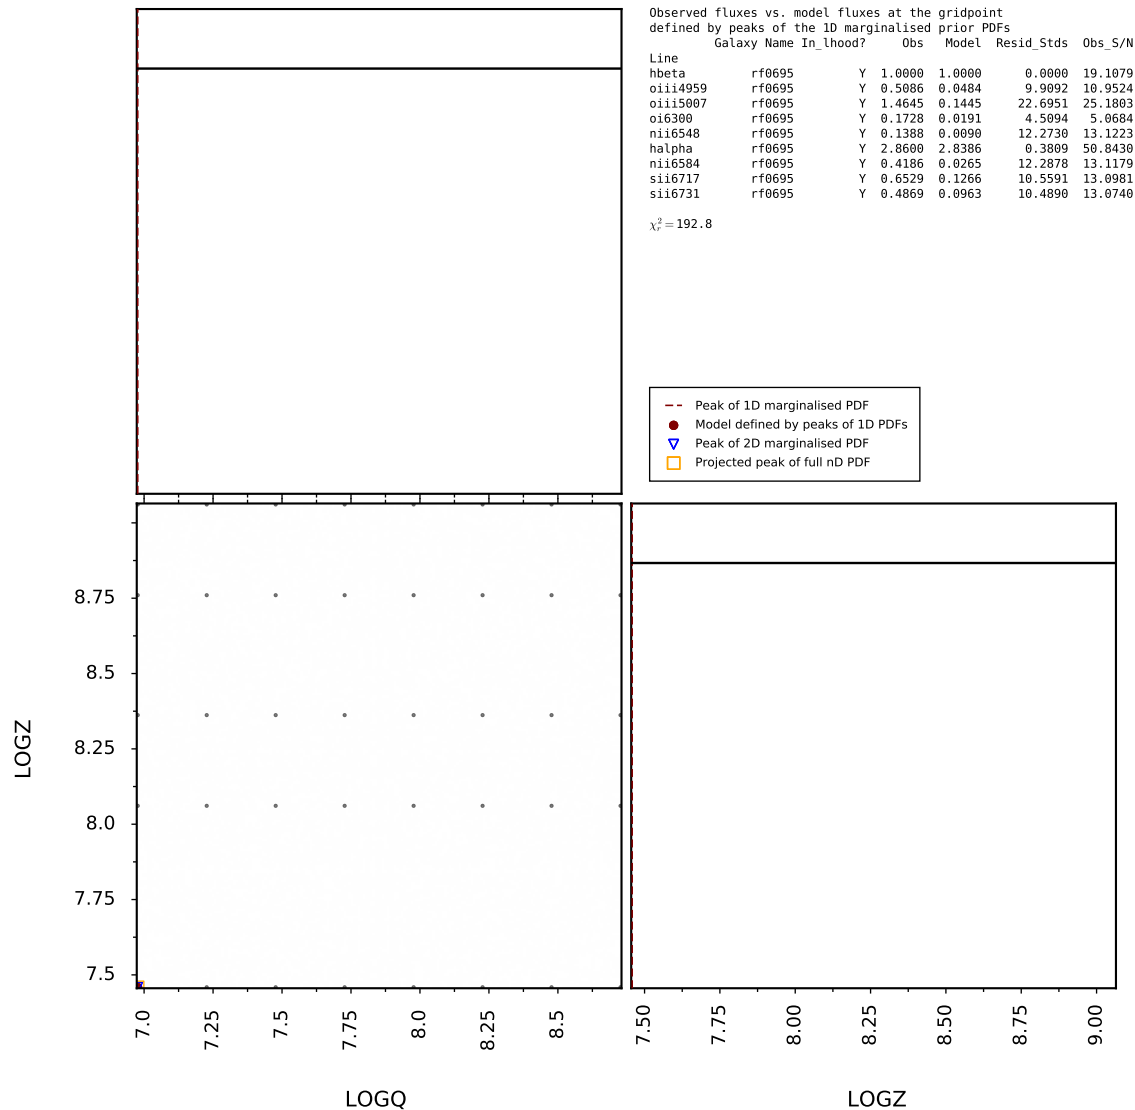 Observed fluxes vs. model fluxes at the gridpoint
defined by peaks of the 1D marginalised prior PDFs
Galaxy Name In_lhood? Obs Model Resid_Stds Obs_S/N
Line
hbeta rf0695 Y 1.0000 1.0000 0.0000 19.1079
oiii4959 rf0695 Y 0.5086 0.0484 9.9092 10.9524
oiii5007 rf0695 Y 1.4645 0.1445 22.6951 25.1803
oi6300 rf0695 Y 0.1728 0.0191 4.5094 5.0684
nii6548 rf0695 Y 0.1388 0.0090 12.2730 13.1223
halpha rf0695 Y 2.8600 2.8386 0.3809 50.8430
nii6584 rf0695 Y 0.4186 0.0265 12.2878 13.1179
sii6717 rf0695 Y 0.6529 0.1266 10.5591 13.0981
sii6731 rf0695 Y 0.4869 0.0963 10.4890 13.0740
χ²ᵣ = 192.8
Peak of 1D marginalised PDF
Model defined by peaks of 1D PDFs
Peak of 2D marginalised PDF
Projected peak of full nD PDF
8.75
8.5
8.25
8.0
7.75
7.5
LOGZ
7.0 7.25 7.5 7.75 8.0 8.25 8.5
LOGQ
7.50 7.75 8.00 8.25 8.50 8.75 9.00
LOGZ